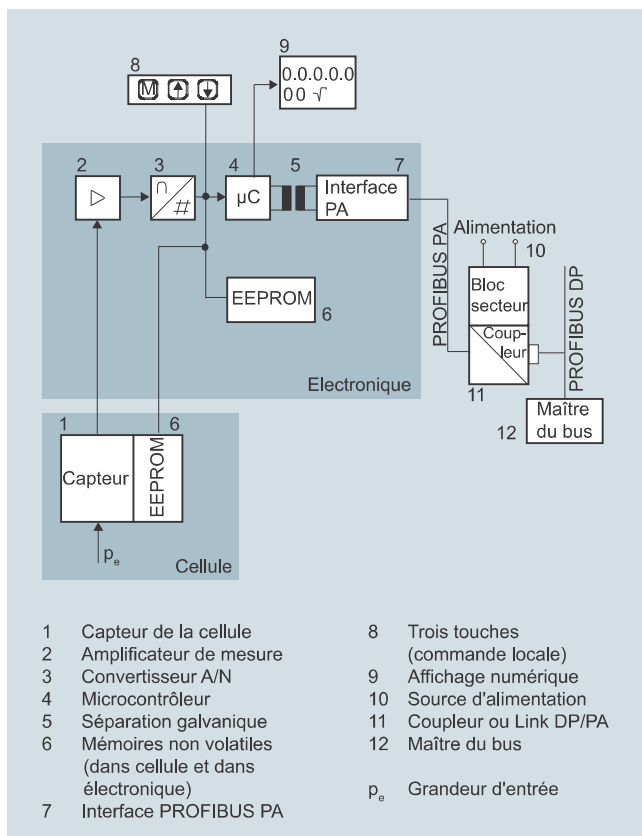 9
8
0.0.0.0.0
0 0 √
M
2
3
4
5
7
µC
Interface
PA
EEPROM
6
Electronique
PROFIBUS PA
Alimentation
10
Bloc
secteur
Coup-
leur
11
PROFIBUS DP
12
Maître
du bus
1
6
Capteur
EEPROM
pe
Cellule
1 Capteur de la cellule
2 Amplificateur de mesure
3 Convertisseur A/N
4 Microcontrôleur
5 Séparation galvanique
6 Mémoires non volatiles
(dans cellule et dans
électronique)
7 Interface PROFIBUS PA
8 Trois touches
(commande locale)
9 Affichage numérique
10 Source d'alimentation
11 Coupleur ou Link DP/PA
12 Maître du bus
pe Grandeur d'entrée